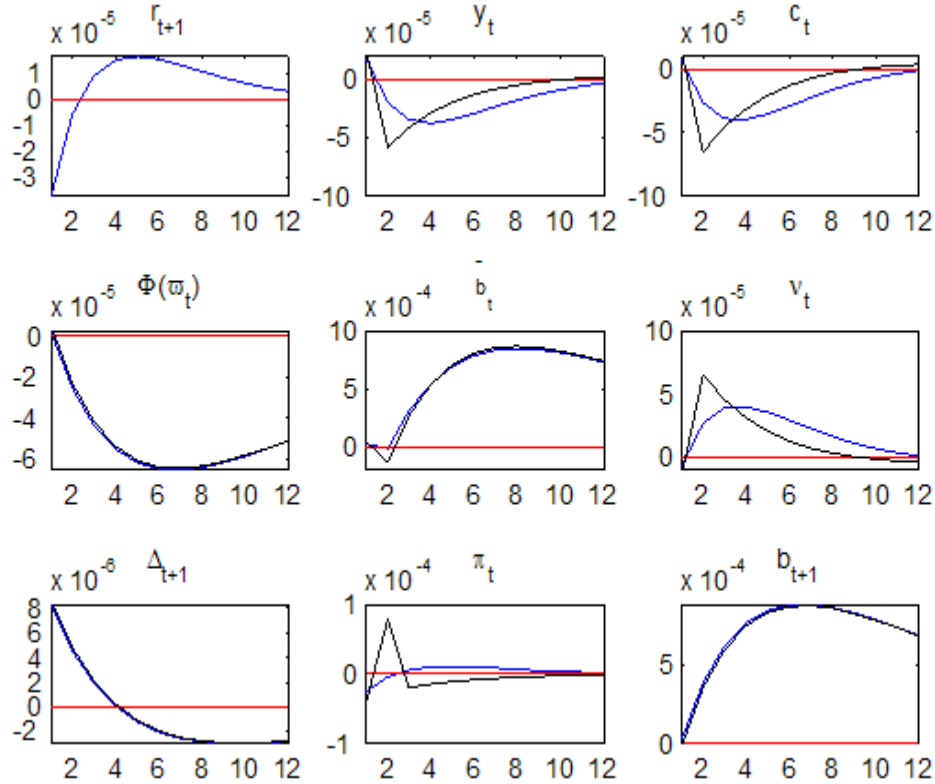 r_{t+1} y_t c_t
x 10^{-5} x 10^{-5} x 10^{-5}
1 0 0
0 -5 -5
-1 -10 -10
-2
-3
2 4 6 8 10 12 2 4 6 8 10 12 2 4 6 8 10 12
Φ(ϖ_t) \bar{b}_t ν_t
x 10^{-5} x 10^{-4} x 10^{-5}
0 10 10
-2 5 5
-4 0 0
-6
2 4 6 8 10 12 2 4 6 8 10 12 2 4 6 8 10 12
Δ_{t+1} π_t b_{t+1}
x 10^{-6} x 10^{-4} x 10^{-4}
8 1 5
6 0 0
4 -1
2
0
-2
2 4 6 8 10 12 2 4 6 8 10 12 2 4 6 8 10 12